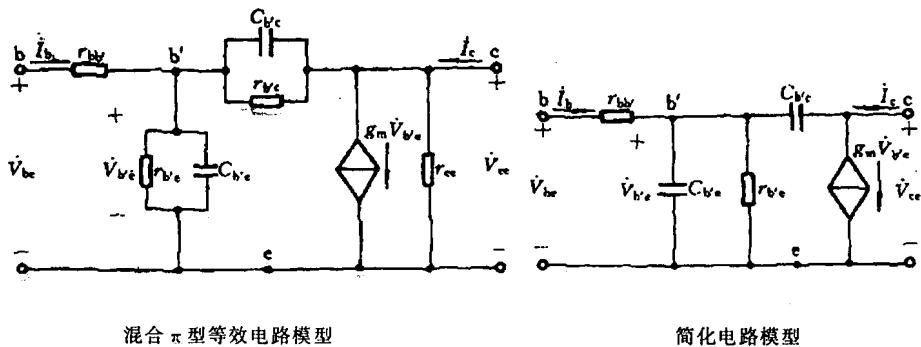 C_b'c
b
İ_b
r_bb'
b'
r_b'c
İ_c
c
+
+
+
g_m V̇_b'e
V̇_be
V̇_b'e
r_b'e
C_b'e
r_ce
V̇_ce
−
−
e
−
混合π型等效电路模型
b
İ_b
r_bb'
b'
C_b'c
İ_c
c
+
+
+
g_m V̇_b'e
V̇_be
V̇_b'e
C_b'e
r_b'e
V̇_ce
−
e
−
简化电路模型